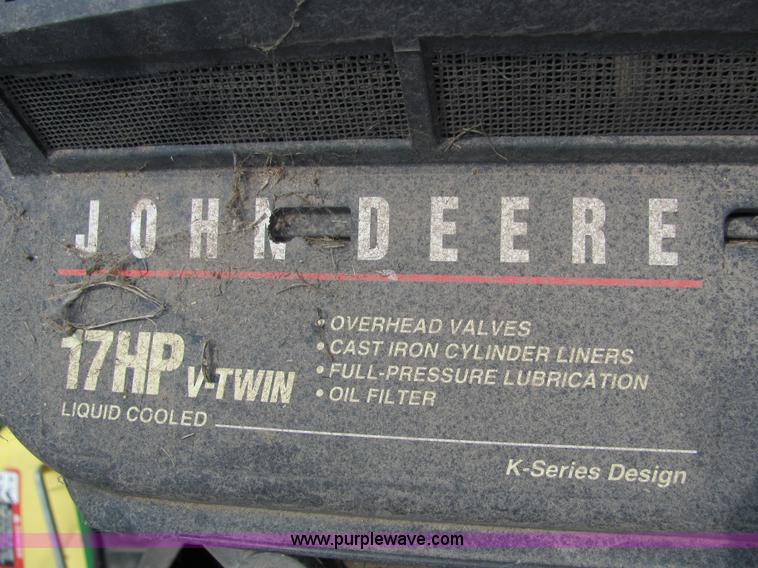 JOHN DEERE
17HP V-TWIN
LIQUID COOLED
• OVERHEAD VALVES
• CAST IRON CYLINDER LINERS
• FULL-PRESSURE LUBRICATION
• OIL FILTER
K-Series Design
www.purplewave.com